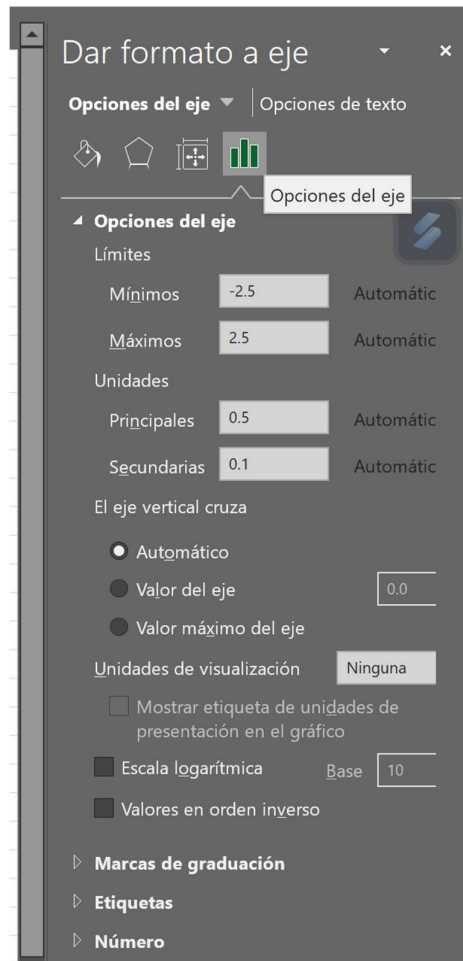 Dar formato a eje
Opciones del eje Opciones de texto
Opciones del eje
Opciones del eje
Límites
Mínimos -2.5 Automátic
Máximos 2.5 Automátic
Unidades
Principales 0.5 Automátic
Secundarias 0.1 Automátic
El eje vertical cruza
Automático
Valor del eje 0.0
Valor máximo del eje
Unidades de visualización Ninguna
Mostrar etiqueta de unidades de
presentación en el gráfico
Escala logarítmica Base 10
Valores en orden inverso
Marcas de graduación
Etiquetas
Número